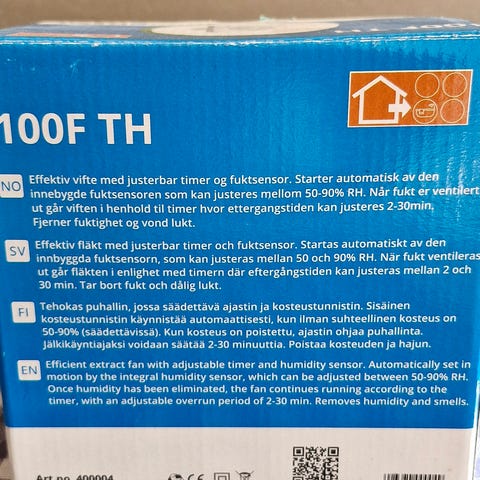 100F TH
NO Effektiv vifte med justerbar timer og fuktsensor. Starter automatisk av den
innebygde fuktsensoren som kan justeres mellom 50-90% RH. Når fukt er ventilert
ut går viften i henhold til timer hvor ettergangstiden kan justeres 2-30min.
Fjerner fuktighet og vond lukt.
SV Effektiv fläkt med justerbar timer och fuktsensor. Startas automatiskt av den
innbyggda fuktsensorn, som kan justeras mellan 50 och 90% RH. När fukt ventileras
ut går fläkten i enlighet med timern där eftergångstiden kan justeras mellan 2 och
30 min. Tar bort fukt och dålig lukt.
FI Tehokas puhallin, jossa säädettävä ajastin ja kosteustunnistin. Sisäinen
kosteustunnistin käynnistää automaattisesti, kun ilman suhteellinen kosteus on
50-90% (säädettävissä). Kun kosteus on poistettu, ajastin ohjaa puhallinta.
Jälkikäyntiajaksi voidaan säätää 2-30 minuuttia. Poistaa kosteuden ja hajun.
EN Efficient extract fan with adjustable timer and humidity sensor. Automatically set in
motion by the integral humidity sensor, which can be adjusted between 50-90% RH.
Once humidity has been eliminated, the fan continues running according to the
timer, with an adjustable overrun period of 2-30 min. Removes humidity and smells.
Art no. 400004